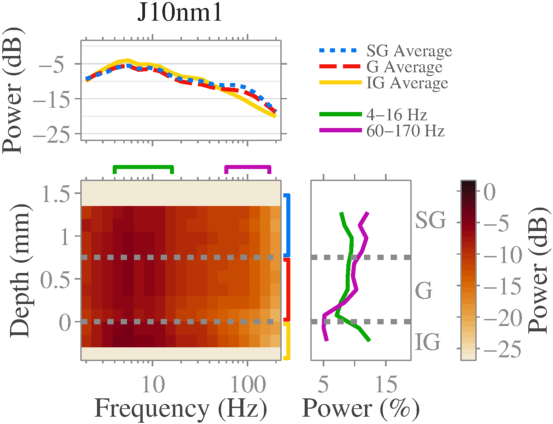 J10nm1
Power (dB)
−5
−15
−25
SG Average
G Average
IG Average
4–16 Hz
60–170 Hz
Depth (mm)
1.5
1
0.5
0
10
100
Frequency (Hz)
SG
G
IG
5
15
Power (%)
0
−5
−10
−15
−20
−25
Power (dB)